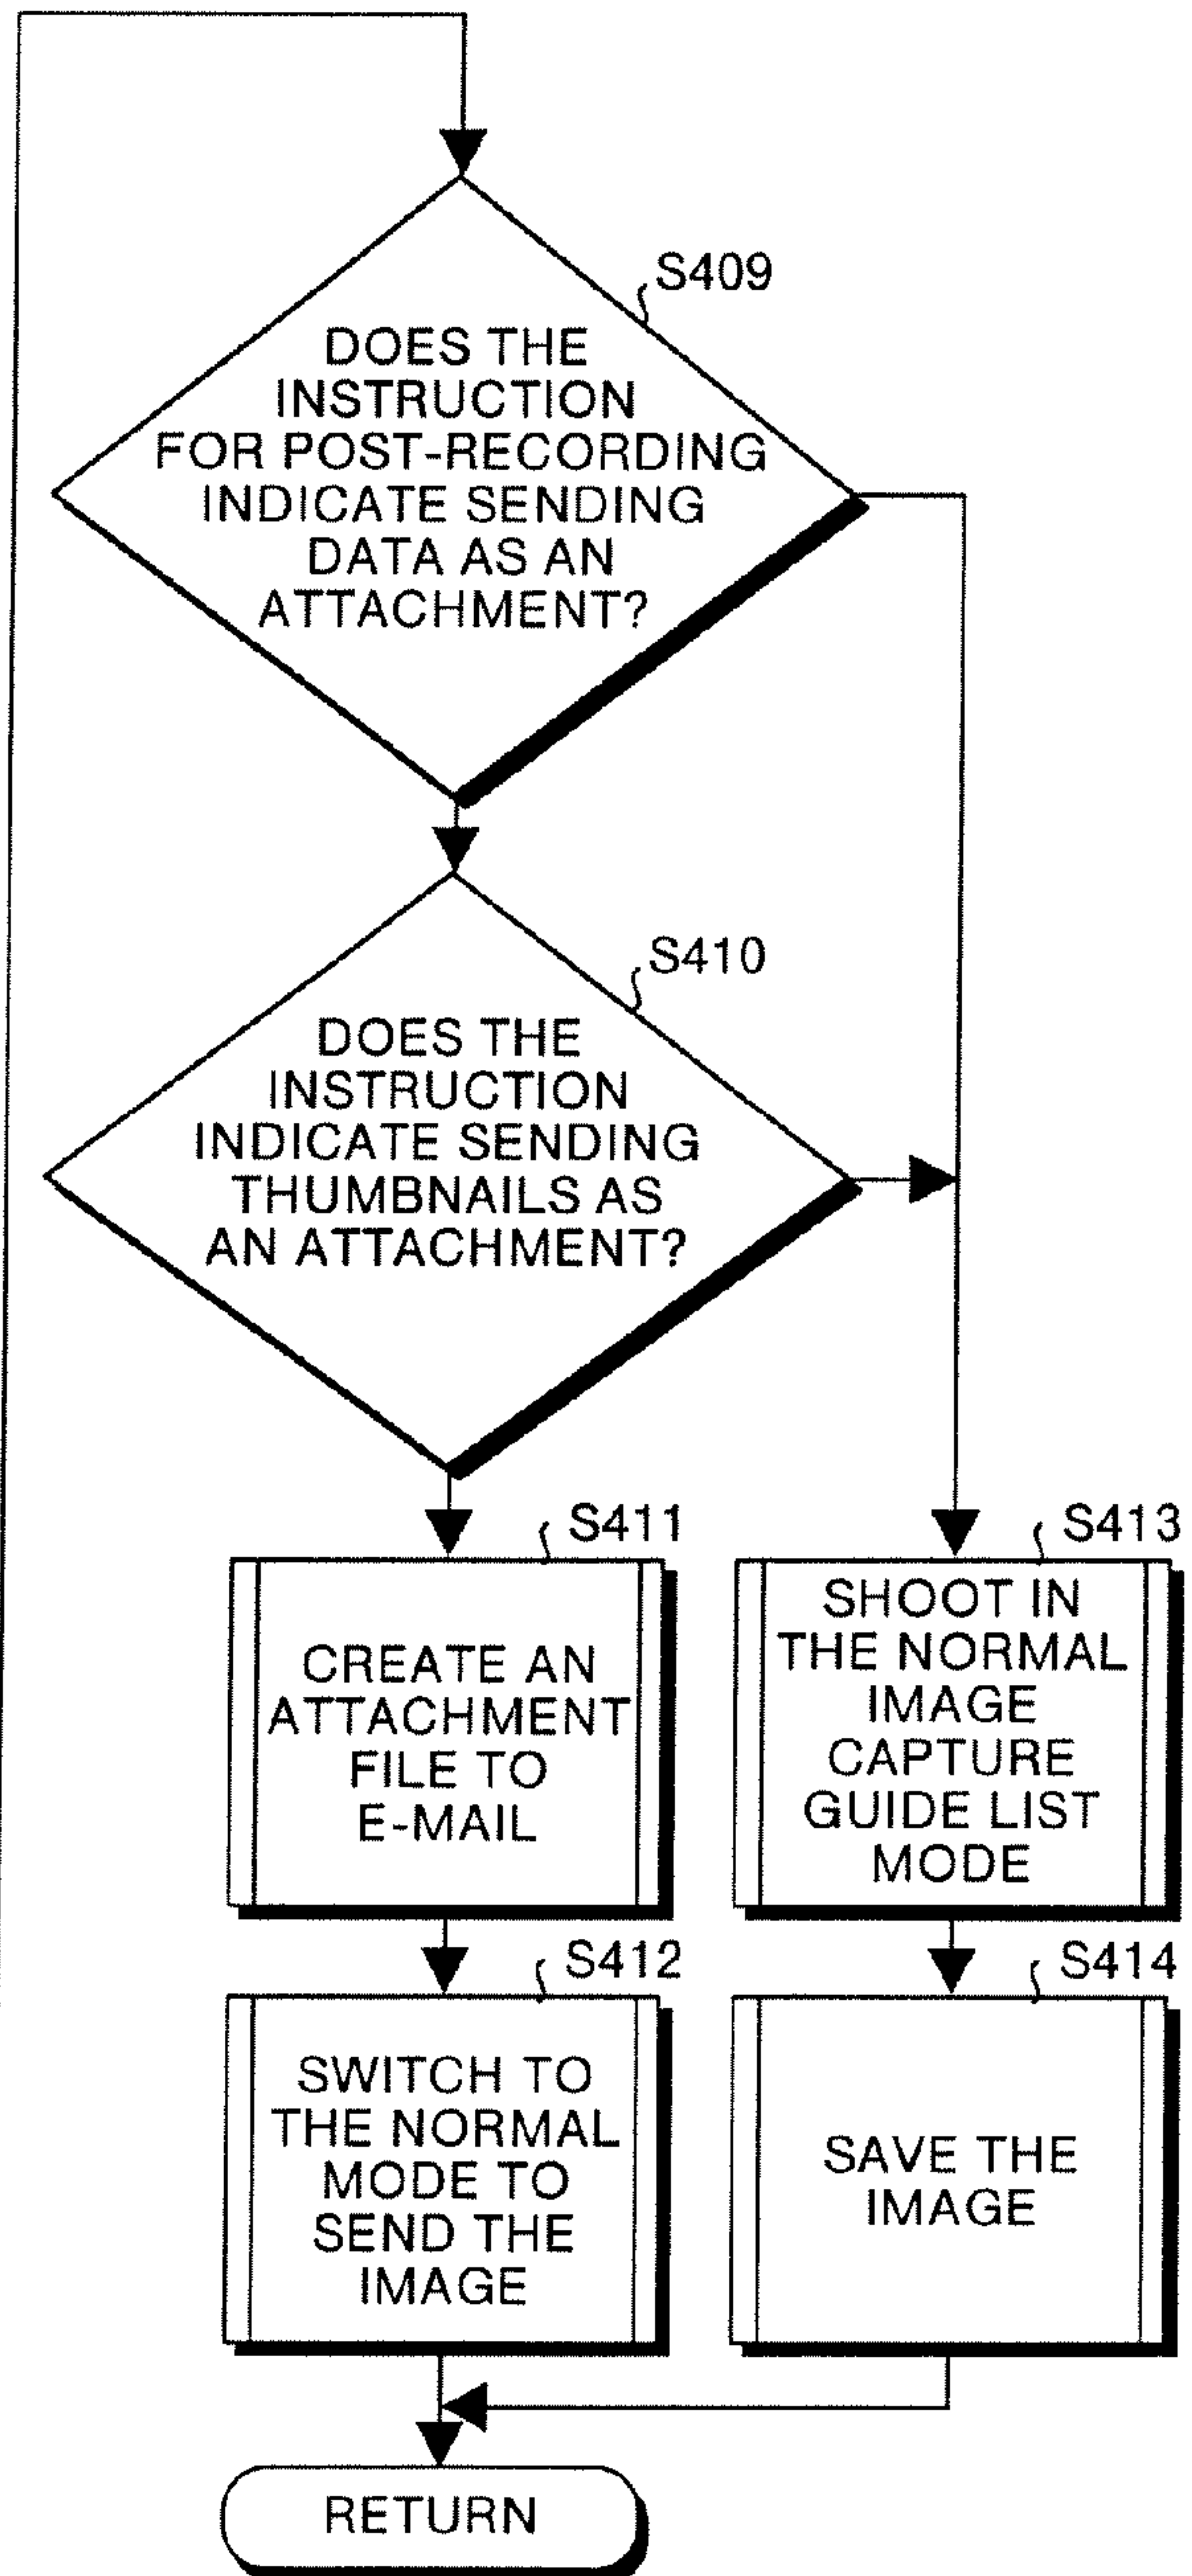 S409
DOES THE
INSTRUCTION
FOR POST-RECORDING
INDICATE SENDING
DATA AS AN
ATTACHMENT?
S410
DOES THE
INSTRUCTION
INDICATE SENDING
THUMBNAILS AS
AN ATTACHMENT?
S411
CREATE AN
ATTACHMENT
FILE TO
E-MAIL
S413
SHOOT IN
THE NORMAL
IMAGE
CAPTURE
GUIDE LIST
MODE
S412
SWITCH TO
THE NORMAL
MODE TO
SEND THE
IMAGE
S414
SAVE THE
IMAGE
RETURN